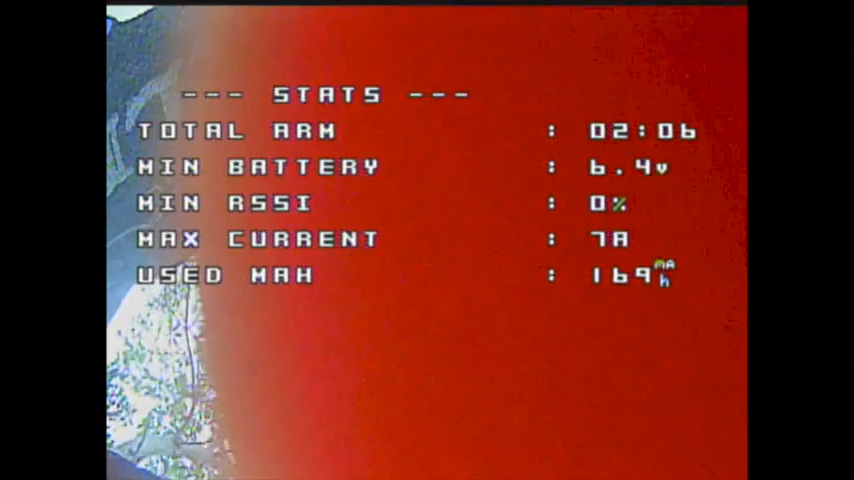 --- STATS ---
TOTAL ARM : 02:06
MIN BATTERY : 6.4V
MIN RSSI : 0%
MAX CURRENT : 7A
USED MAH : 169mAh